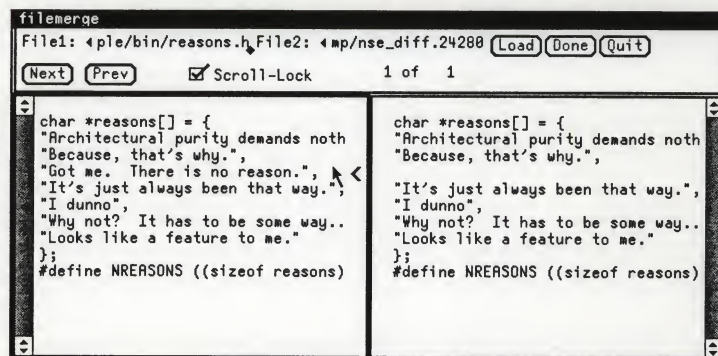 filemerge
File1: ple/bin/reasons.h File2: mp/nse_diff.24280 Load Done Quit
Next Prev Scroll-Lock 1 of 1
char *reasons[] = {
"Architectural purity demands noth
"Because, that's why.",
"Got me.  There is no reason.", <
"It's just always been that way.",
"I dunno",
"Why not?  It has to be some way..
"Looks like a feature to me."
};
#define NREASONS ((sizeof reasons)
char *reasons[] = {
"Architectural purity demands noth
"Because, that's why.",
"It's just always been that way.",
"I dunno",
"Why not?  It has to be some way..
"Looks like a feature to me."
};
#define NREASONS ((sizeof reasons)